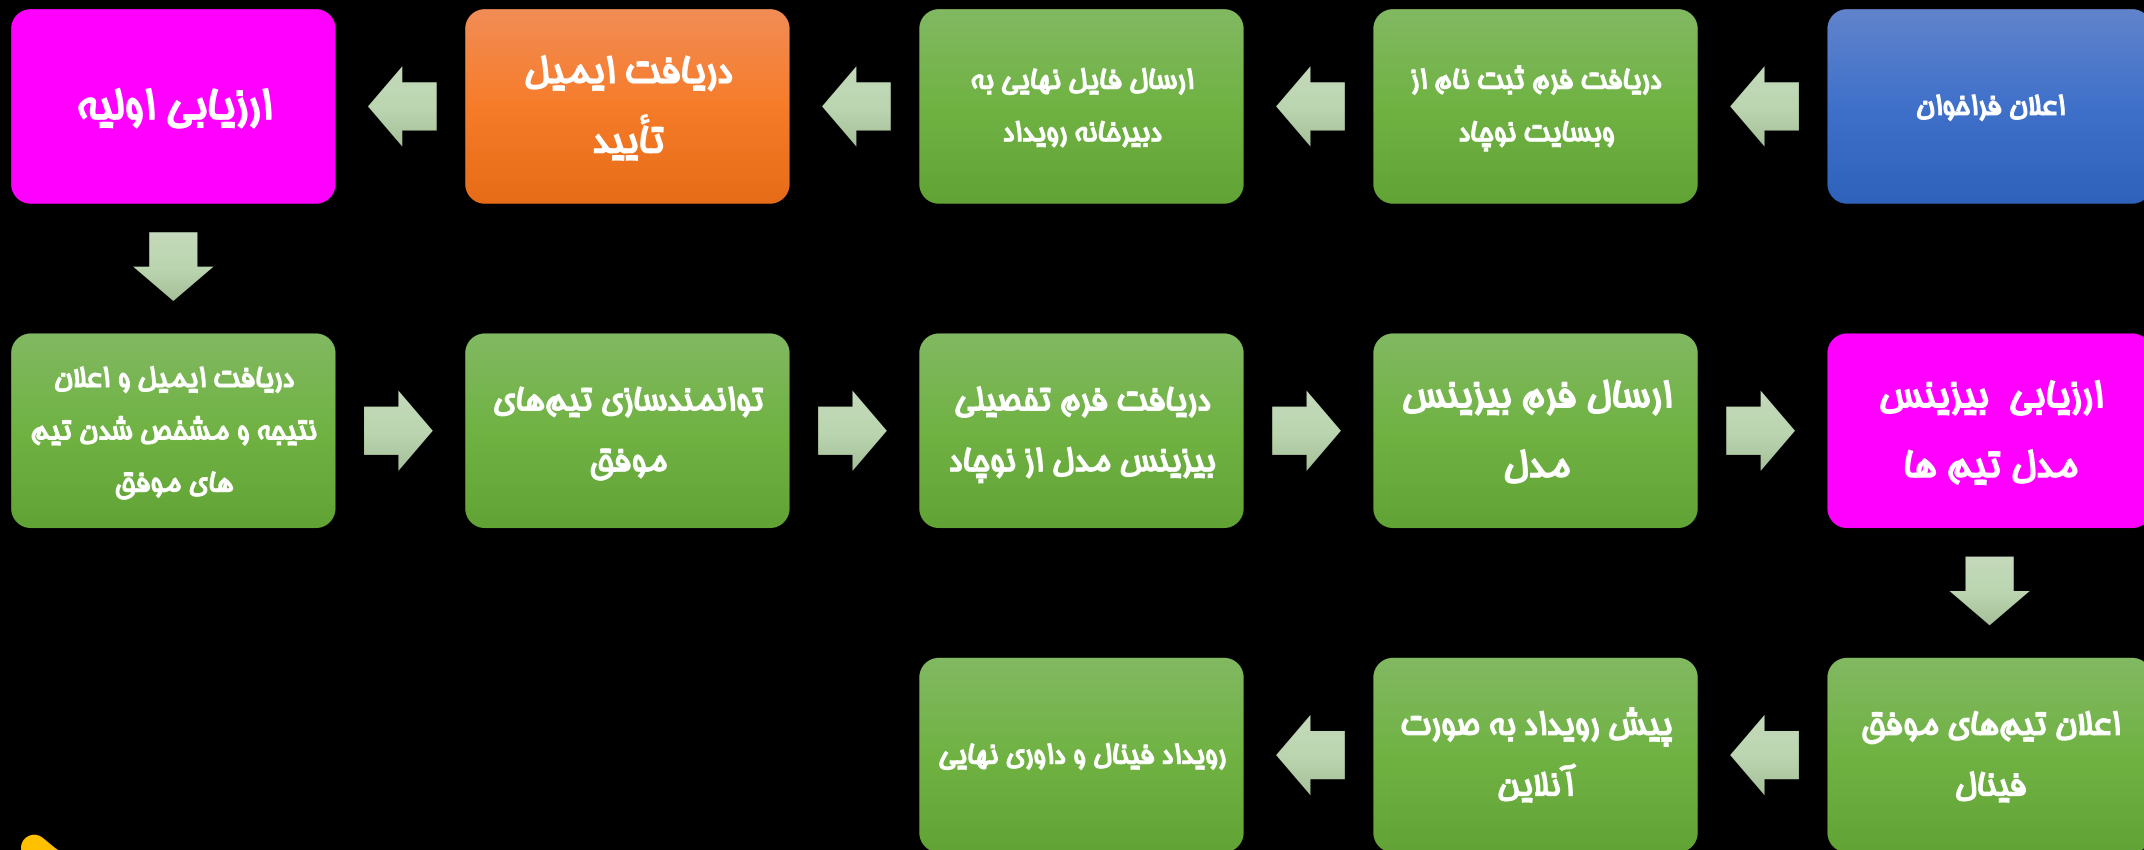 اعلان فراخوان
دریافت فرم ثبت نام از
وبسایت نوچاد
ارسال فایل نهایی به
دبیرخانه رویداد
دریافت ایمیل
تأیید
ارزیابی اولیه
دریافت ایمیل و اعلان
نتیجه و مشخص شدن تیم
های موفق
توانمندسازی تیم‌های
موفق
دریافت فرم تفصیلی
بیزینس مدل از نوچاد
ارسال فرم بیزینس
مدل
ارزیابی بیزینس
مدل تیم ها
اعلان تیم‌های موفق
فینال
پیش رویداد به صورت
آنلاین
رویداد فینال و داوری نهایی